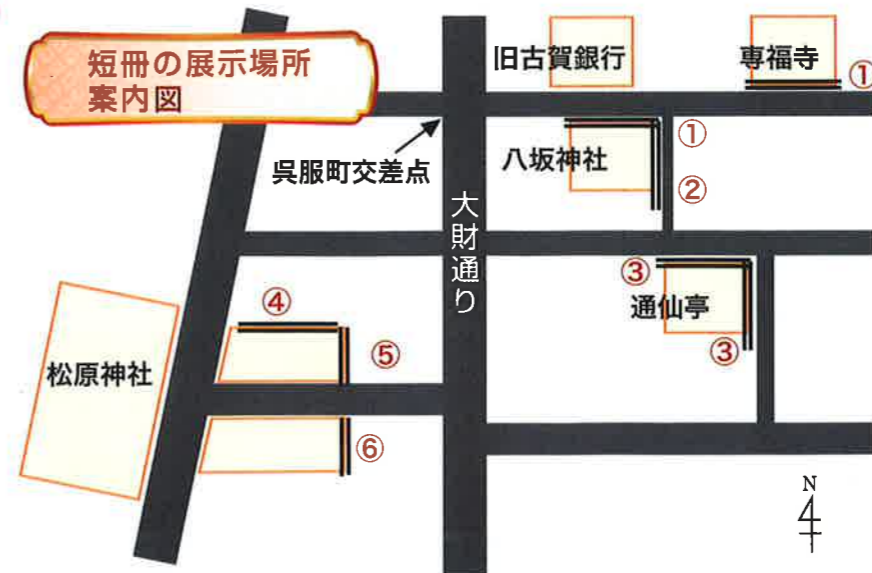 短冊の展示場所
案内図
旧古賀銀行
専福寺
①
呉服町交差点
八坂神社
①
②
大財通り
③
通仙亭
③
④
⑤
松原神社
⑥
N